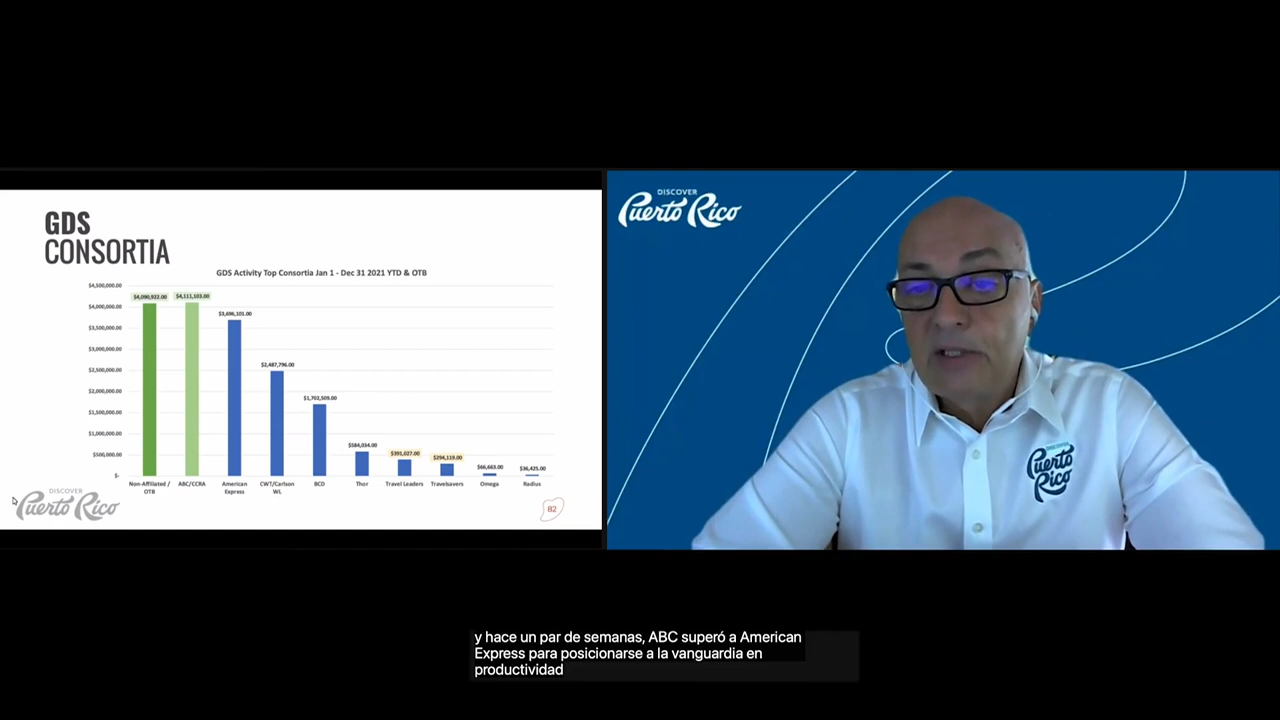 GDS
CONSORTIA
GDS Activity Top Consortia Jan 1 - Dec 31 2021 YTD & OTB
$4,500,000.00
$4,000,000.00
$3,500,000.00
$3,000,000.00
$2,500,000.00
$2,000,000.00
$1,500,000.00
$1,000,000.00
$500,000.00
$-
$4,090,922.00
$4,111,103.00
$3,696,101.00
$2,487,796.00
$1,702,509.00
$584,034.00
$391,027.00
$294,119.00
$66,663.00
$36,425.00
Non-Affiliated / OTB
ABC/CCRA
American Express
CWT/Carlson WL
BCD
Thor
Travel Leaders
Travelsavers
Omega
Radius
DISCOVER
Puerto Rico
82
DISCOVER
Puerto Rico
DISCOVER
Puerto
Rico
y hace un par de semanas, ABC superó a American
Express para posicionarse a la vanguardia en
productividad